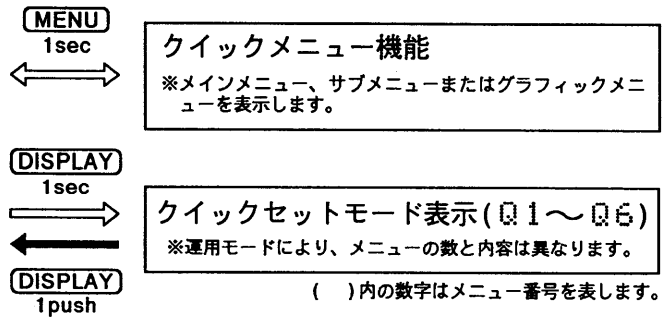 MENU
1sec
クイックメニュー機能
※メインメニュー、サブメニューまたはグラフィックメニ
ューを表示します。
DISPLAY
1sec
クイックセットモード表示(Q1～Q6)
※運用モードにより、メニューの数と内容は異なります。
DISPLAY
1push
(　)内の数字はメニュー番号を表します。